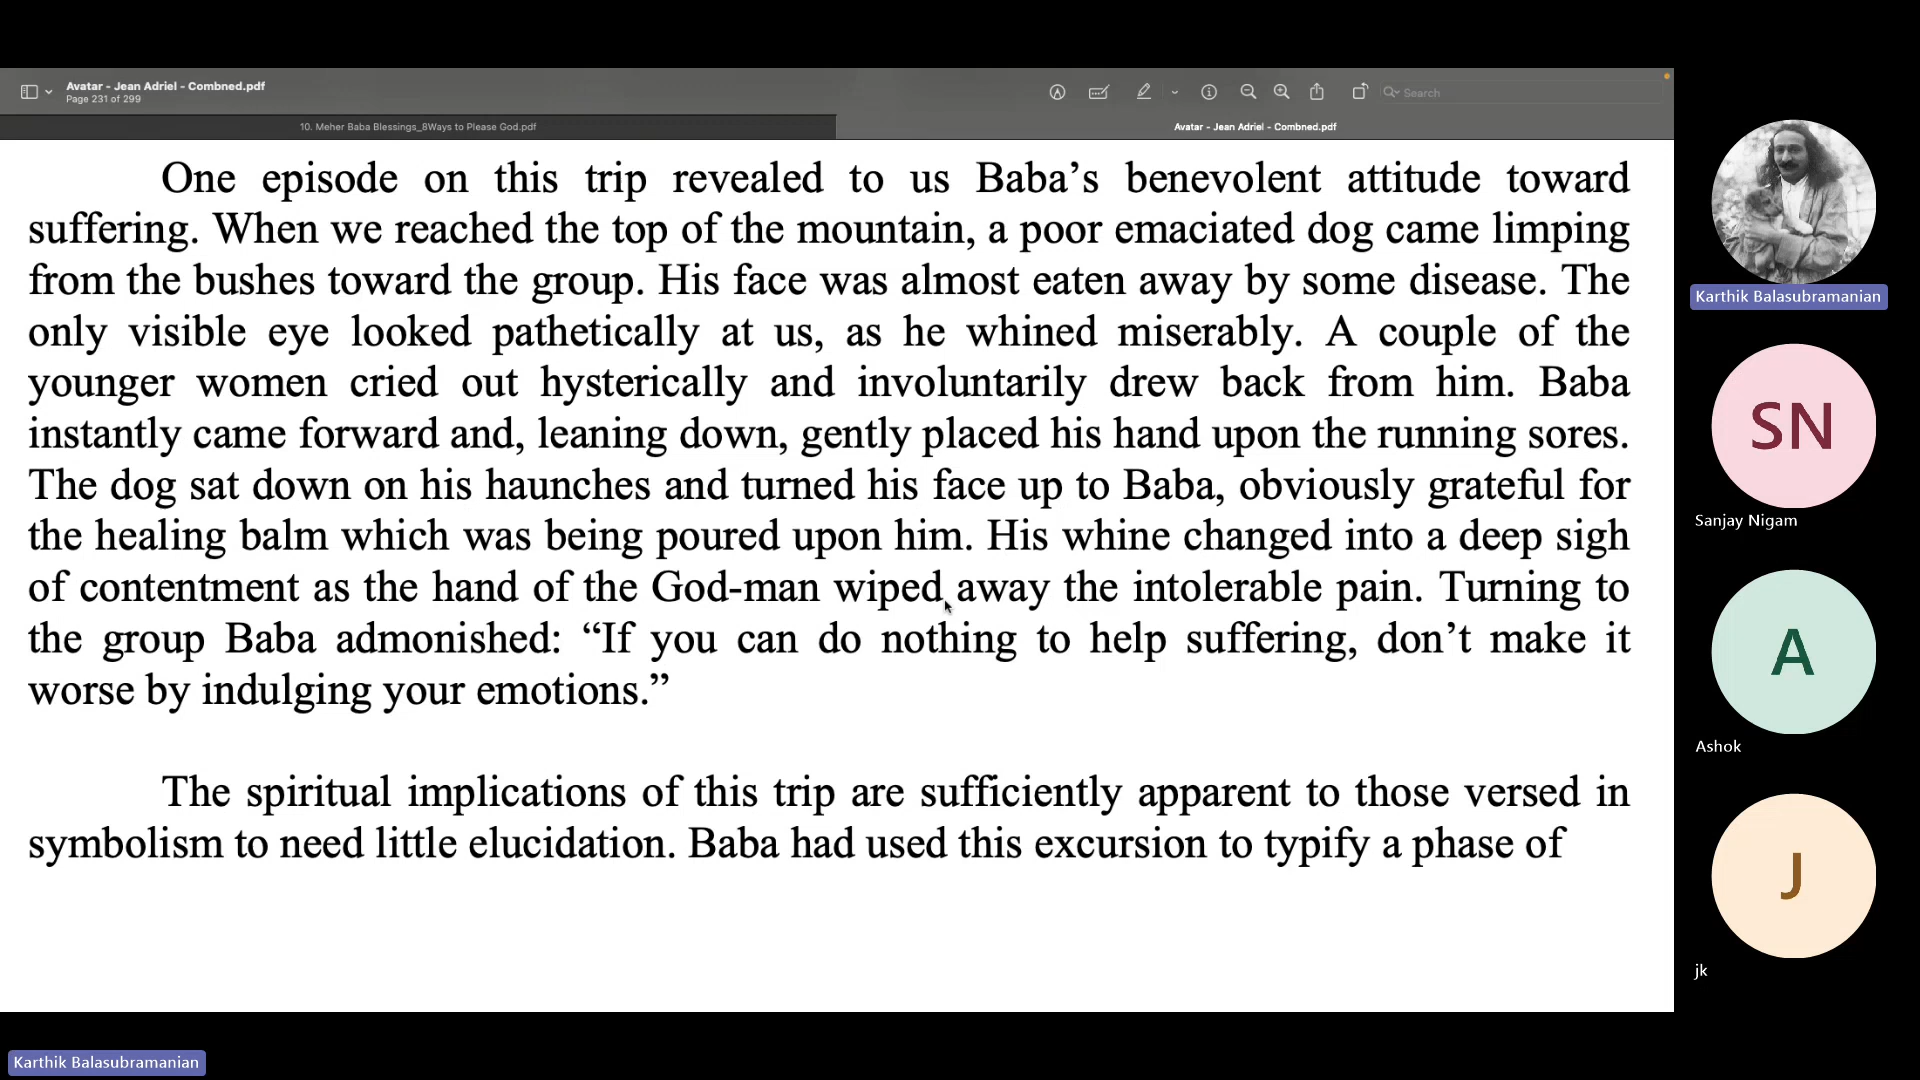 Avatar - Jean Adriel - Combned.pdf
Page 231 of 299
Search
10. Meher Baba Blessings_8Ways to Please God.pdf
Avatar - Jean Adriel - Combned.pdf
One episode on this trip revealed to us Baba’s benevolent attitude toward
suffering. When we reached the top of the mountain, a poor emaciated dog came limping
from the bushes toward the group. His face was almost eaten away by some disease. The
only visible eye looked pathetically at us, as he whined miserably. A couple of the
younger women cried out hysterically and involuntarily drew back from him. Baba
instantly came forward and, leaning down, gently placed his hand upon the running sores.
The dog sat down on his haunches and turned his face up to Baba, obviously grateful for
the healing balm which was being poured upon him. His whine changed into a deep sigh
of contentment as the hand of the God-man wiped away the intolerable pain. Turning to
the group Baba admonished: “If you can do nothing to help suffering, don’t make it
worse by indulging your emotions.”
The spiritual implications of this trip are sufficiently apparent to those versed in
symbolism to need little elucidation. Baba had used this excursion to typify a phase of
Karthik Balasubramanian
SN
Sanjay Nigam
A
Ashok
J
jk
Karthik Balasubramanian